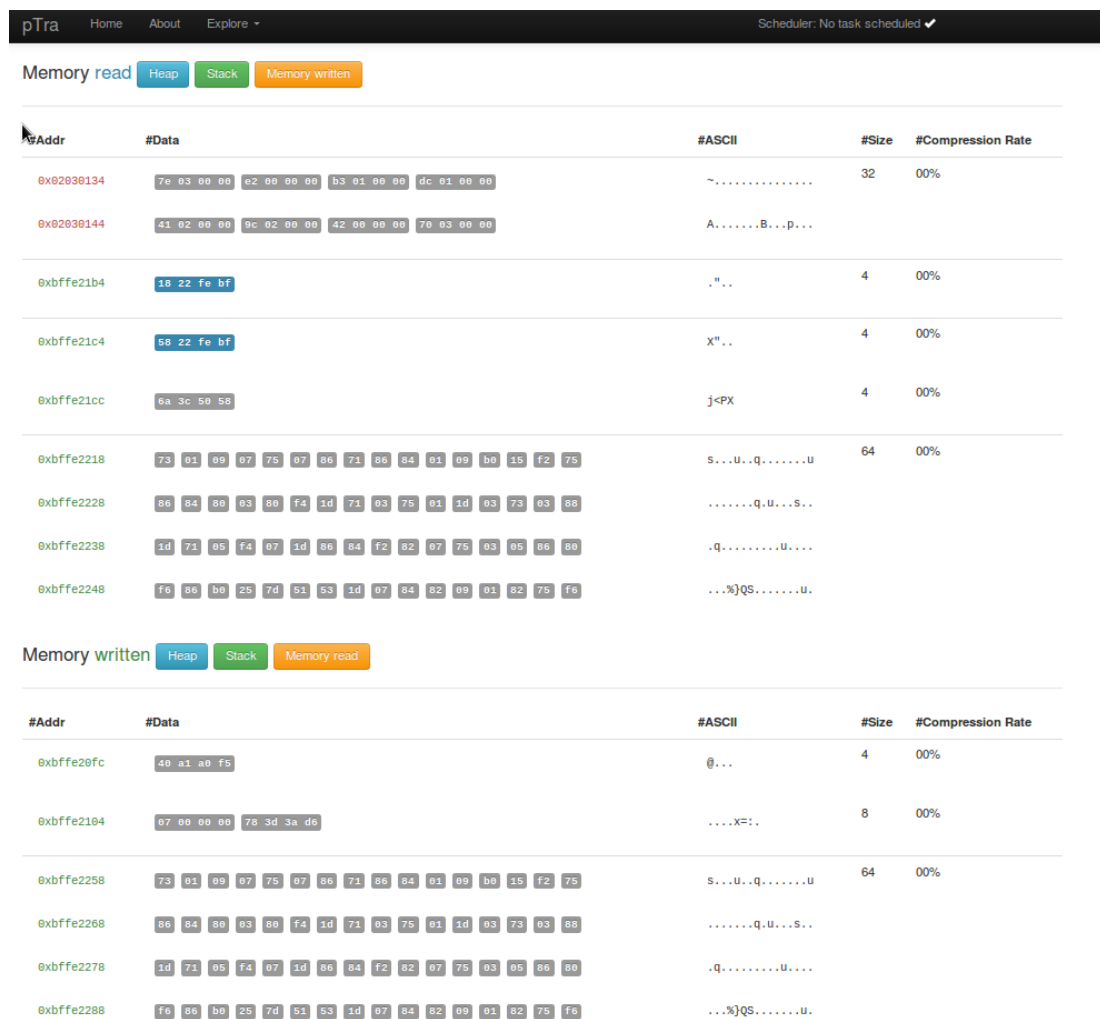 pTra Home About Explore Scheduler: No task scheduled ✔
Memory read Heap Stack Memory written
#Addr #Data #ASCII #Size #Compression Rate
0x02030134 7e 03 00 00 e2 00 00 00 b3 01 00 00 dc 01 00 00 ~............... 32 00%
0x02030144 41 02 00 00 9c 02 00 00 42 00 00 00 70 03 00 00 A.......B...p...
0xbffe21b4 18 22 fe bf .".. 4 00%
0xbffe21c4 58 22 fe bf X".. 4 00%
0xbffe21cc 6a 3c 50 58 j<PX 4 00%
0xbffe2218 73 01 09 07 75 07 86 71 86 84 01 09 b0 15 f2 75 s...u..q.......u 64 00%
0xbffe2228 86 84 80 03 80 f4 1d 71 03 75 01 1d 03 73 03 88 .......q.u...s..
0xbffe2238 1d 71 05 f4 07 1d 86 84 f2 82 07 75 03 05 86 80 .q.........u....
0xbffe2248 f6 86 b0 25 7d 51 53 1d 07 84 82 09 01 82 75 f6 ...%}QS.......u.
Memory written Heap Stack Memory read
#Addr #Data #ASCII #Size #Compression Rate
0xbffe20fc 40 a1 a0 f5 @... 4 00%
0xbffe2104 07 00 00 00 78 3d 3a d6 ....x=:. 8 00%
0xbffe2258 73 01 09 07 75 07 86 71 86 84 01 09 b0 15 f2 75 s...u..q.......u 64 00%
0xbffe2268 86 84 80 03 80 f4 1d 71 03 75 01 1d 03 73 03 88 .......q.u...s..
0xbffe2278 1d 71 05 f4 07 1d 86 84 f2 82 07 75 03 05 86 80 .q.........u....
0xbffe2288 f6 86 b0 25 7d 51 53 1d 07 84 82 09 01 82 75 f6 ...%}QS.......u.